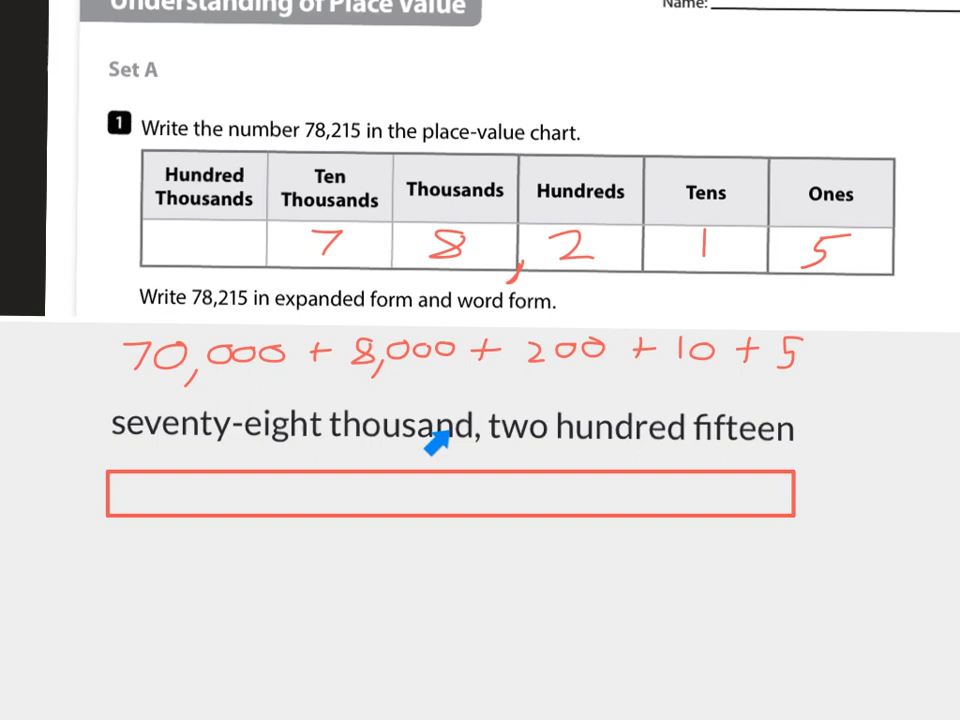 Understanding of Place Value
Name:
Set A
1 Write the number 78,215 in the place-value chart.
Hundred Thousands Ten Thousands Thousands Hundreds Tens Ones
7 8 , 2 1 5
Write 78,215 in expanded form and word form.
70,000 + 8,000 + 200 + 10 + 5
seventy-eight thousand, two hundred fifteen